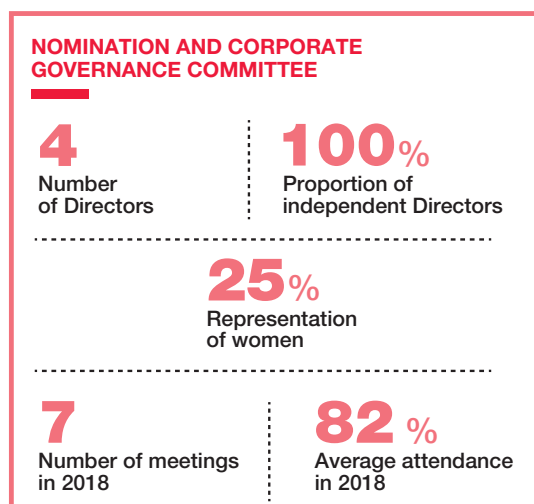 NOMINATION AND CORPORATE
GOVERNANCE COMMITTEE
4
Number
of Directors
100%
Proportion of
independent Directors
25%
Representation
of women
7
Number of meetings
in 2018
82 %
Average attendance
in 2018